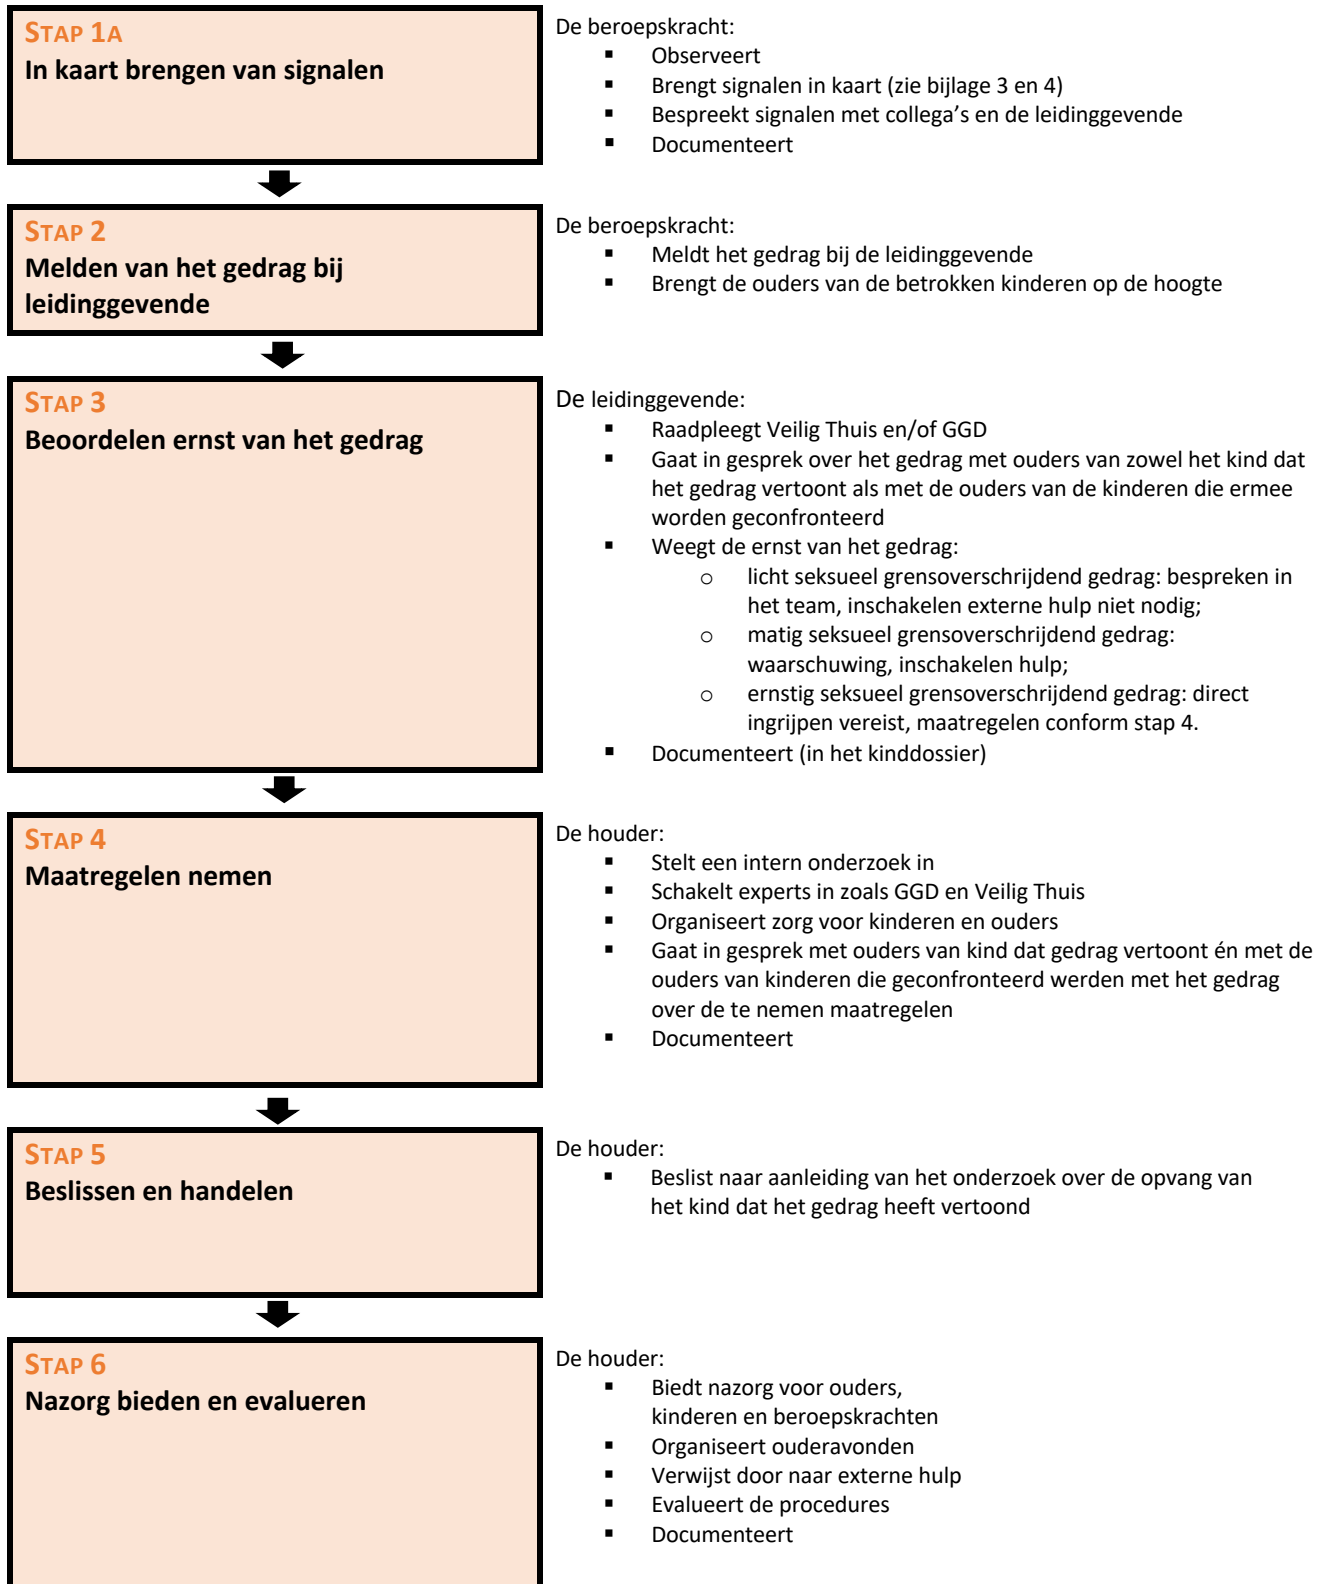 STAP 1A
In kaart brengen van signalen
De beroepskracht:
▪ Observeert
▪ Brengt signalen in kaart (zie bijlage 3 en 4)
▪ Bespreekt signalen met collega’s en de leidinggevende
▪ Documenteert
STAP 2
Melden van het gedrag bij
leidinggevende
De beroepskracht:
▪ Meldt het gedrag bij de leidinggevende
▪ Brengt de ouders van de betrokken kinderen op de hoogte
STAP 3
Beoordelen ernst van het gedrag
De leidinggevende:
▪ Raadpleegt Veilig Thuis en/of GGD
▪ Gaat in gesprek over het gedrag met ouders van zowel het kind dat
het gedrag vertoont als met de ouders van de kinderen die ermee
worden geconfronteerd
▪ Weegt de ernst van het gedrag:
o licht seksueel grensoverschrijdend gedrag: bespreken in
het team, inschakelen externe hulp niet nodig;
o matig seksueel grensoverschrijdend gedrag:
waarschuwing, inschakelen hulp;
o ernstig seksueel grensoverschrijdend gedrag: direct
ingrijpen vereist, maatregelen conform stap 4.
▪ Documenteert (in het kinddossier)
STAP 4
Maatregelen nemen
De houder:
▪ Stelt een intern onderzoek in
▪ Schakelt experts in zoals GGD en Veilig Thuis
▪ Organiseert zorg voor kinderen en ouders
▪ Gaat in gesprek met ouders van kind dat gedrag vertoont én met de
ouders van kinderen die geconfronteerd werden met het gedrag
over de te nemen maatregelen
▪ Documenteert
STAP 5
Beslissen en handelen
De houder:
▪ Beslist naar aanleiding van het onderzoek over de opvang van
het kind dat het gedrag heeft vertoond
STAP 6
Nazorg bieden en evalueren
De houder:
▪ Biedt nazorg voor ouders,
kinderen en beroepskrachten
▪ Organiseert ouderavonden
▪ Verwijst door naar externe hulp
▪ Evalueert de procedures
▪ Documenteert